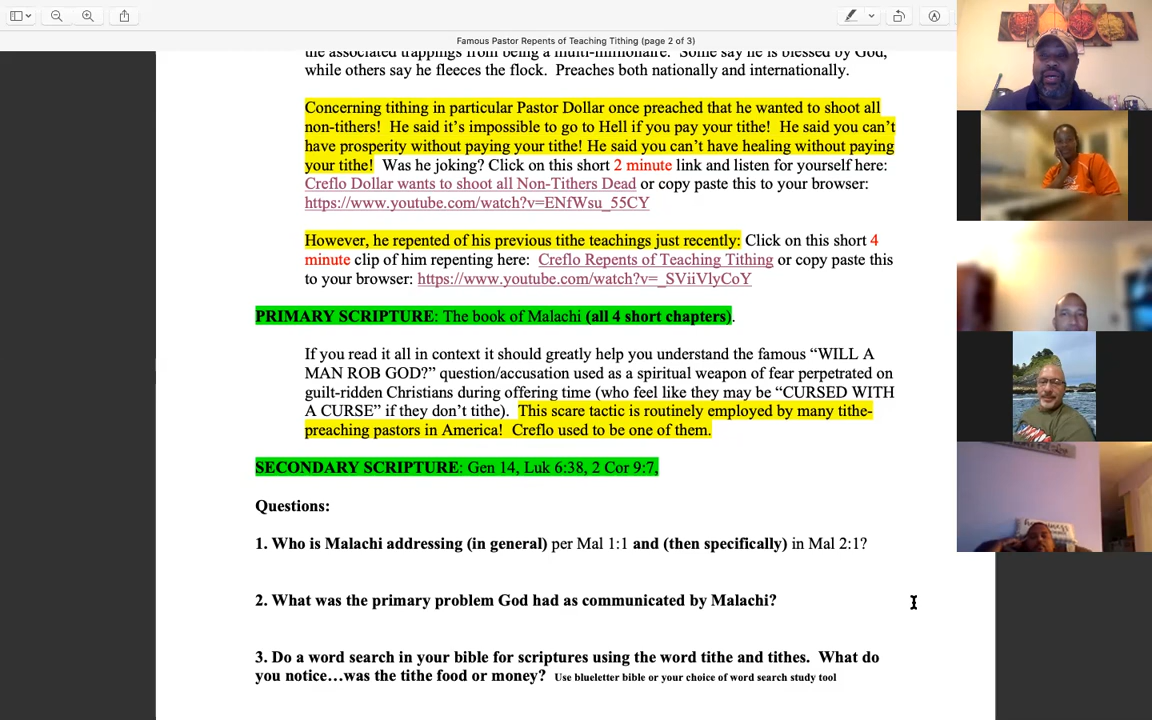 Famous Pastor Repents of Teaching Tithing (page 2 of 3)
the associated trappings from being a multi-millionaire. Some say he is blessed by God,
while others say he fleeces the flock. Preaches both nationally and internationally.
Concerning tithing in particular Pastor Dollar once preached that he wanted to shoot all
non-tithers! He said it’s impossible to go to Hell if you pay your tithe! He said you can’t
have prosperity without paying your tithe! He said you can’t have healing without paying
your tithe! Was he joking? Click on this short 2 minute link and listen for yourself here:
Creflo Dollar wants to shoot all Non-Tithers Dead or copy paste this to your browser:
https://www.youtube.com/watch?v=ENfWsu_55CY
However, he repented of his previous tithe teachings just recently: Click on this short 4
minute clip of him repenting here: Creflo Repents of Teaching Tithing or copy paste this
to your browser: https://www.youtube.com/watch?v=_SViiVlyCoY
PRIMARY SCRIPTURE: The book of Malachi (all 4 short chapters).
If you read it all in context it should greatly help you understand the famous “WILL A
MAN ROB GOD?” question/accusation used as a spiritual weapon of fear perpetrated on
guilt-ridden Christians during offering time (who feel like they may be “CURSED WITH
A CURSE” if they don’t tithe). This scare tactic is routinely employed by many tithe-
preaching pastors in America! Creflo used to be one of them.
SECONDARY SCRIPTURE: Gen 14, Luk 6:38, 2 Cor 9:7,
Questions:
1. Who is Malachi addressing (in general) per Mal 1:1 and (then specifically) in Mal 2:1?
2. What was the primary problem God had as communicated by Malachi?
3. Do a word search in your bible for scriptures using the word tithe and tithes. What do
you notice…was the tithe food or money? Use blueletter bible or your choice of word search study tool